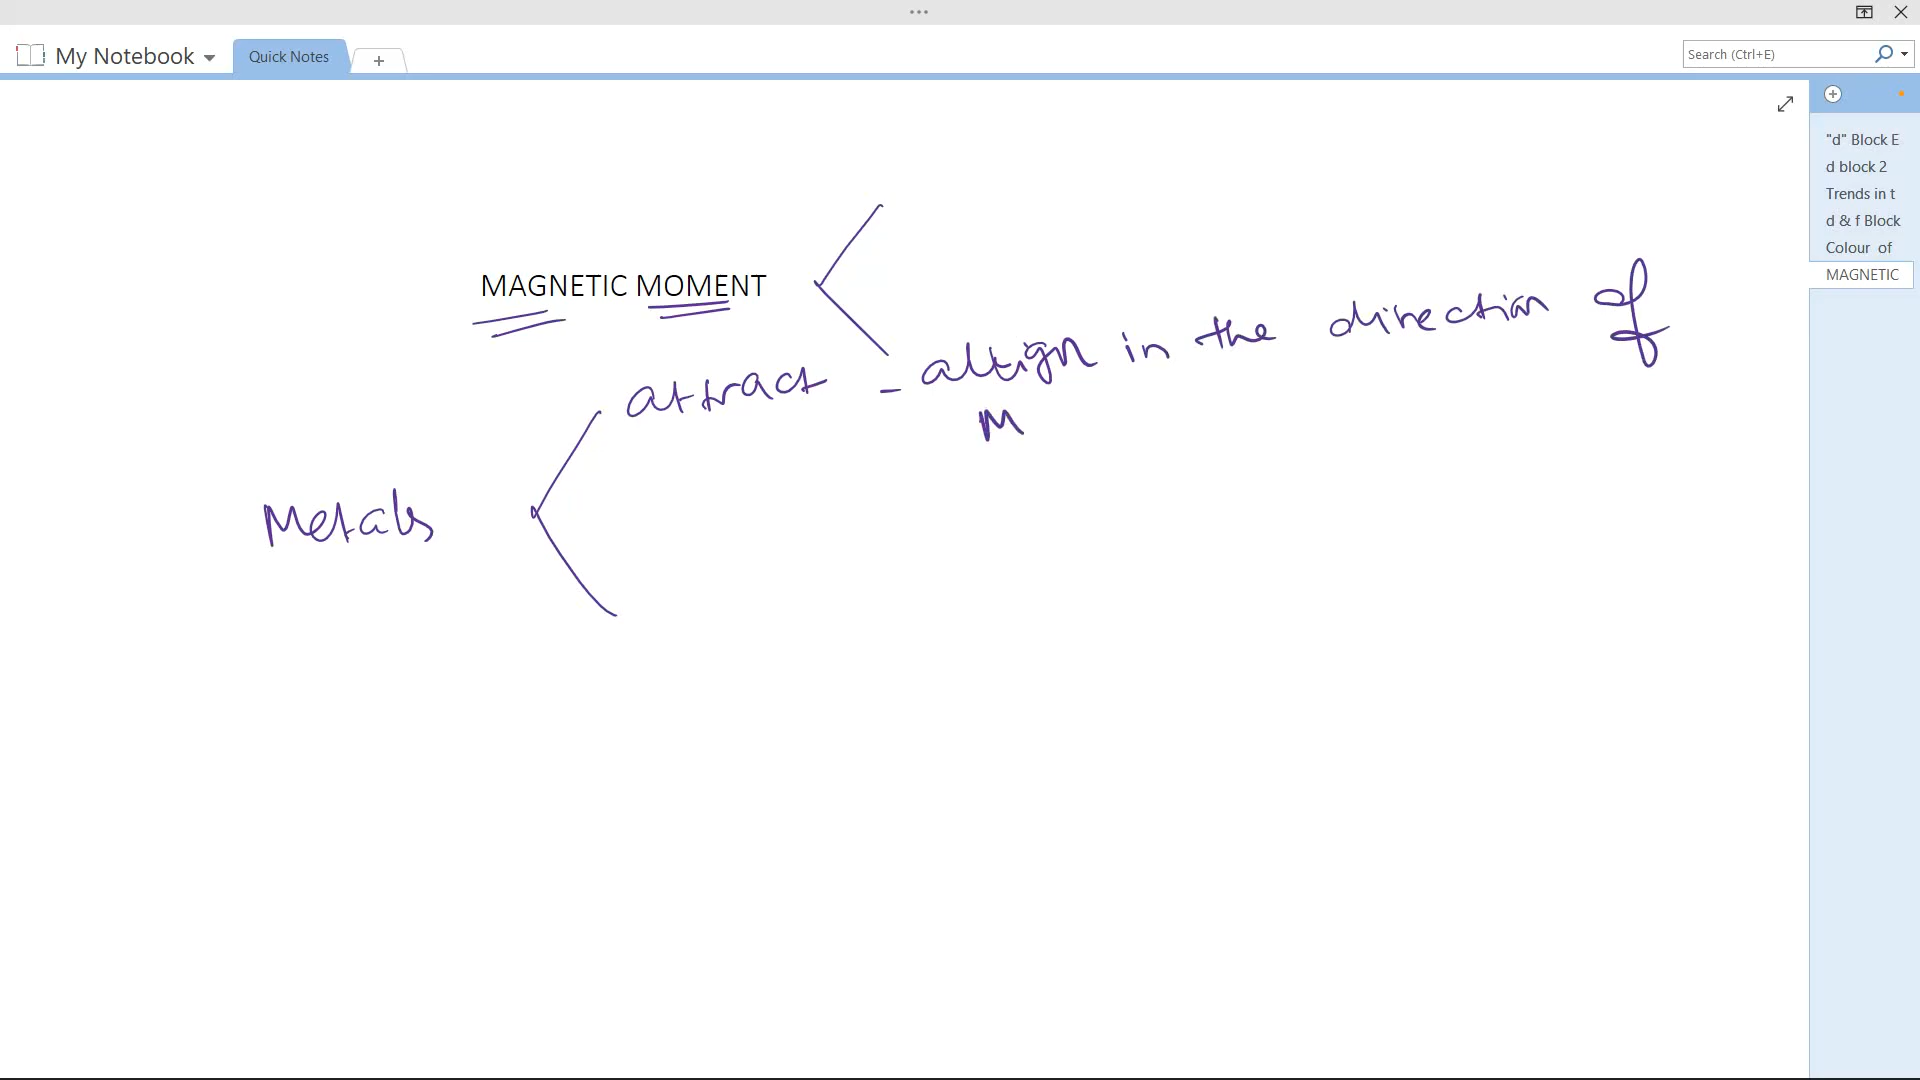 My Notebook
Quick Notes
+
Search (Ctrl+E)
"d" Block E
d block 2
Trends in t
d & f Block
Colour of
MAGNETIC
MAGNETIC MOMENT
attract - allign in the direction of
M
Metals